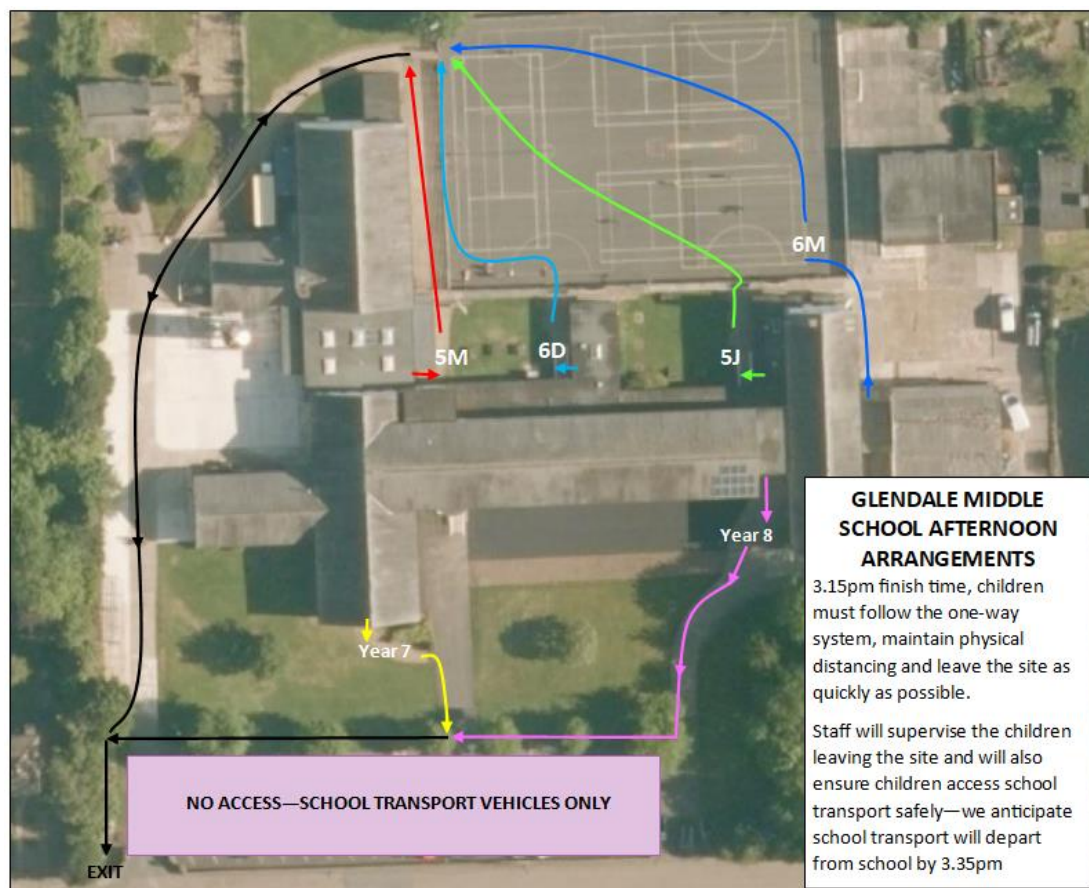 6M
5M
6D
5J
Year 8
Year 7
NO ACCESS—SCHOOL TRANSPORT VEHICLES ONLY
EXIT
GLENDALE MIDDLE
SCHOOL AFTERNOON
ARRANGEMENTS
3.15pm finish time, children
must follow the one-way
system, maintain physical
distancing and leave the site as
quickly as possible.
Staff will supervise the children
leaving the site and will also
ensure children access school
transport safely—we anticipate
school transport will depart
from school by 3.35pm